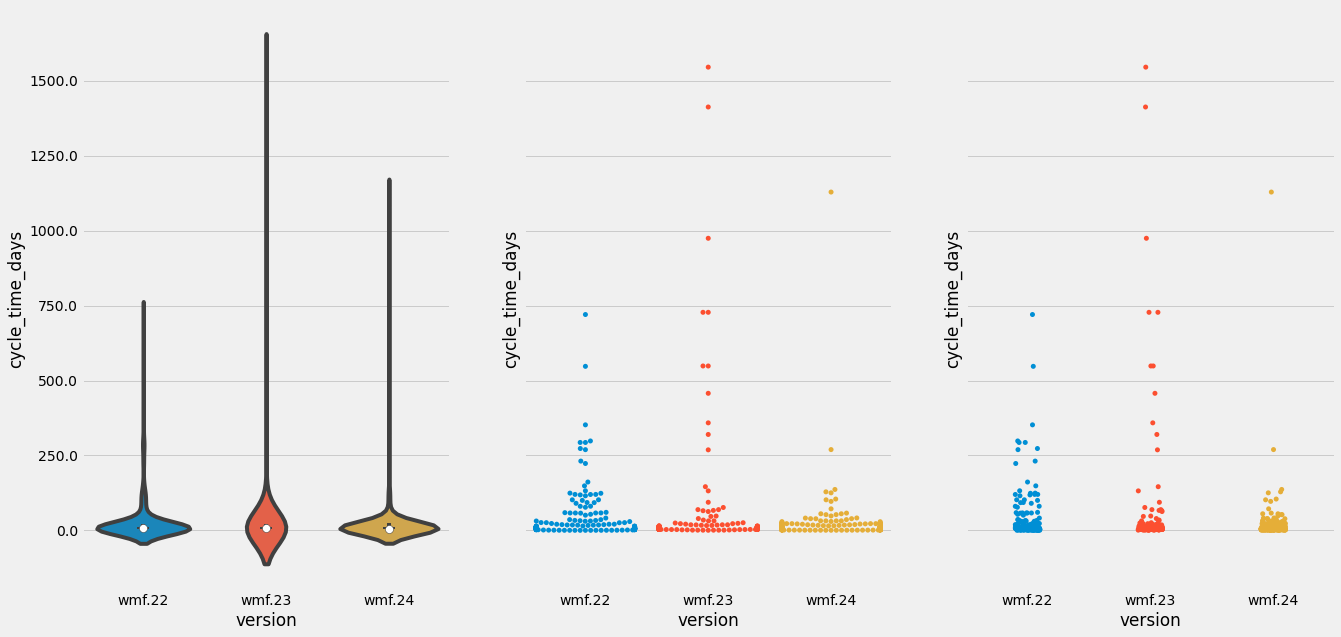 cycle_time_days
1500.0
1250.0
1000.0
750.0
500.0
250.0
0.0
wmf.22 wmf.23 wmf.24
version
cycle_time_days
wmf.22 wmf.23 wmf.24
version
cycle_time_days
wmf.22 wmf.23 wmf.24
version